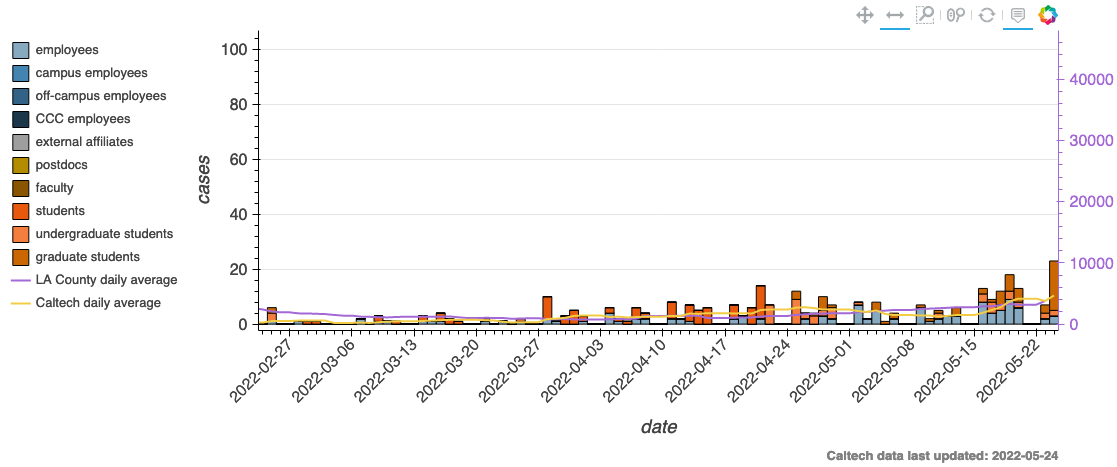 employees
campus employees
off-campus employees
CCC employees
external affiliates
postdocs
faculty
students
undergraduate students
graduate students
LA County daily average
Caltech daily average
cases
100
80
60
40
20
0
40000
30000
20000
10000
0
2022-02-27
2022-03-06
2022-03-13
2022-03-20
2022-03-27
2022-04-03
2022-04-10
2022-04-17
2022-04-24
2022-05-01
2022-05-08
2022-05-15
2022-05-22
date
Caltech data last updated: 2022-05-24